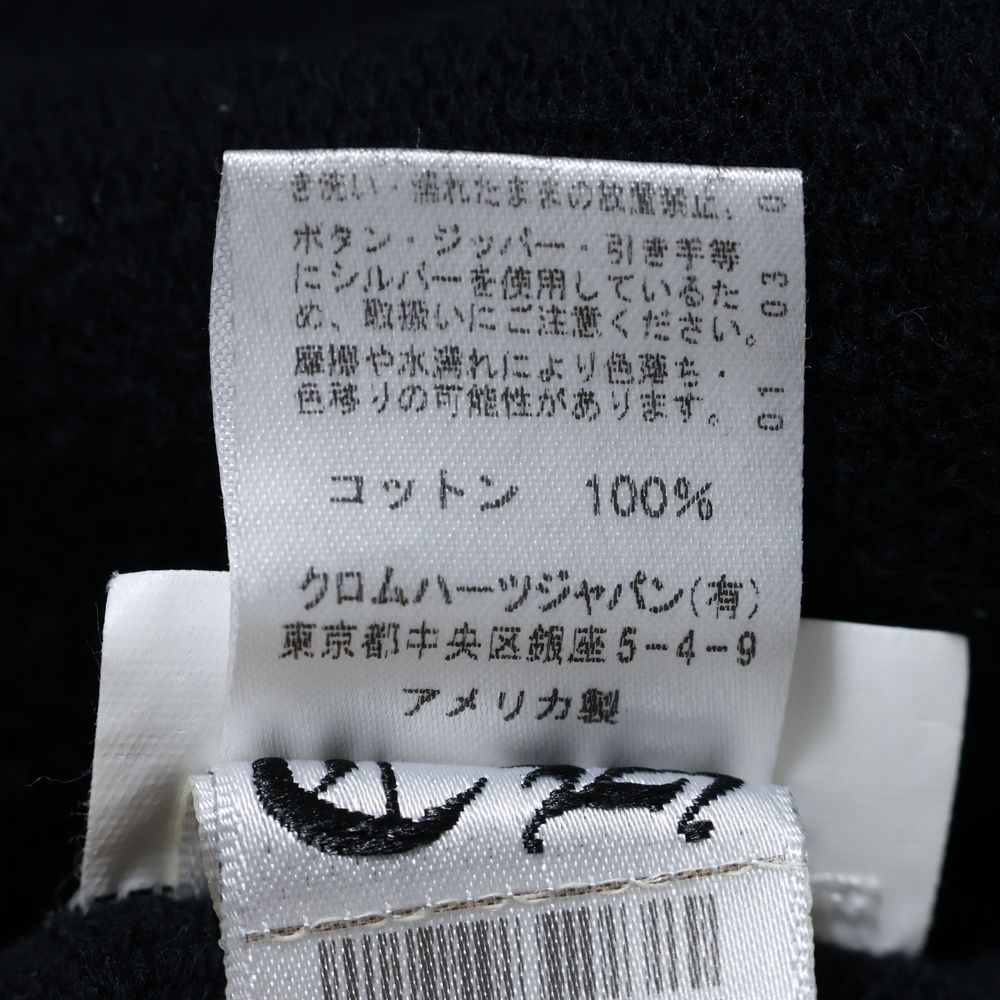 き洗い・濡れたままの放置禁止、
ボタン・ジッパー・引き手等
にシルバーを使用しているた
め、取扱いにご注意ください。
摩擦や水濡れにより色落ち・
色移りの可能性があります。
コットン 100%
クロムハーツジャパン(有)
東京都中央区銀座5-4-9
アメリカ製
01 03 0